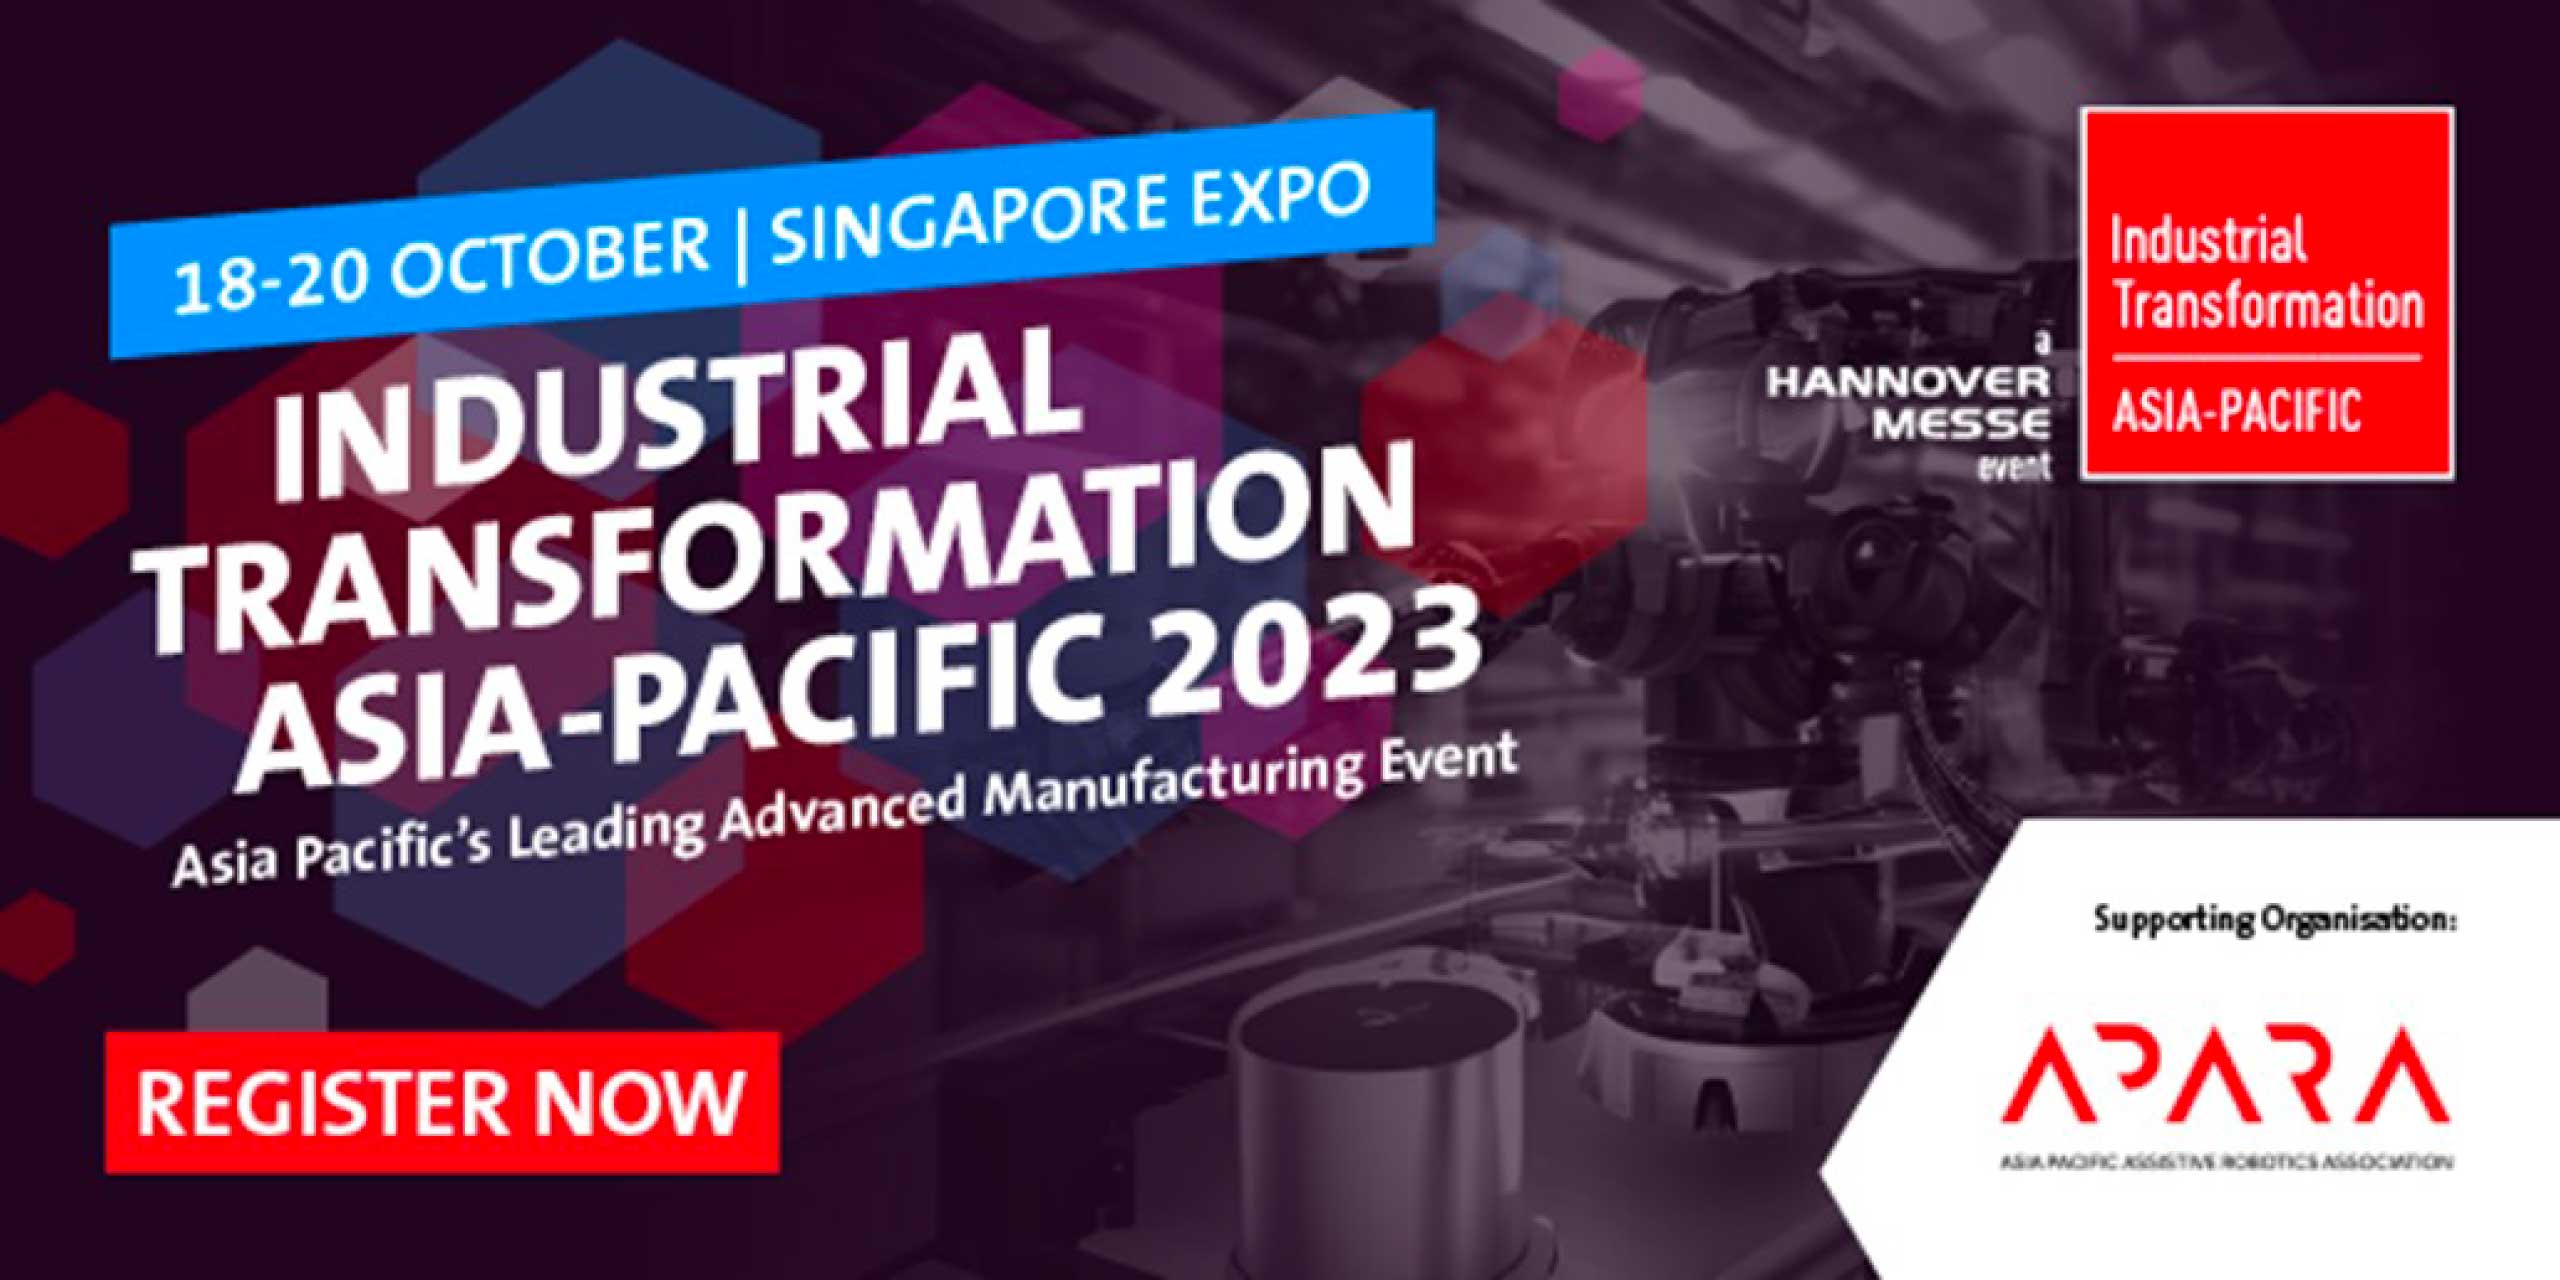 18-20 OCTOBER | SINGAPORE EXPO
INDUSTRIAL
TRANSFORMATION
ASIA-PACIFIC 2023
Asia Pacific's Leading Advanced Manufacturing Event
REGISTER NOW
a
HANNOVER
MESSE
event
Industrial
Transformation
ASIA-PACIFIC
Supporting Organisation:
APARA
ASIA PACIFIC ASSISTIVE ROBOTICS ASSOCIATION